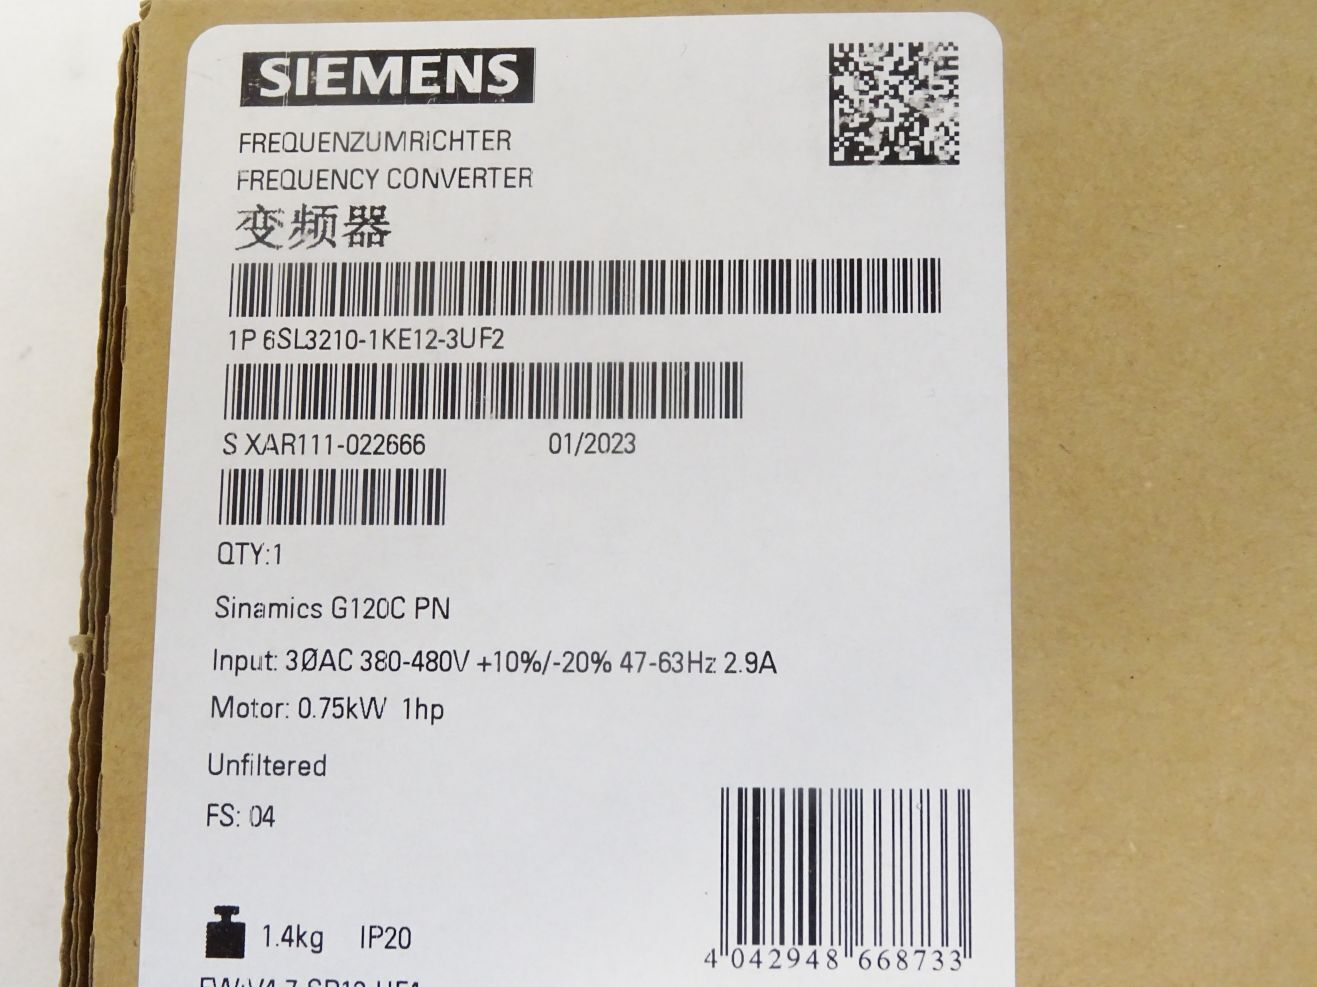 SIEMENS
FREQUENZUMRICHTER
FREQUENCY CONVERTER
变频器
1P 6SL3210-1KE12-3UF2
S XAR111-022666 01/2023
QTY:1
Sinamics G120C PN
Input: 3ØAC 380-480V +10%/-20% 47-63Hz 2.9A
Motor: 0.75kW 1hp
Unfiltered
FS: 04
1.4kg IP20
4 042948 668733